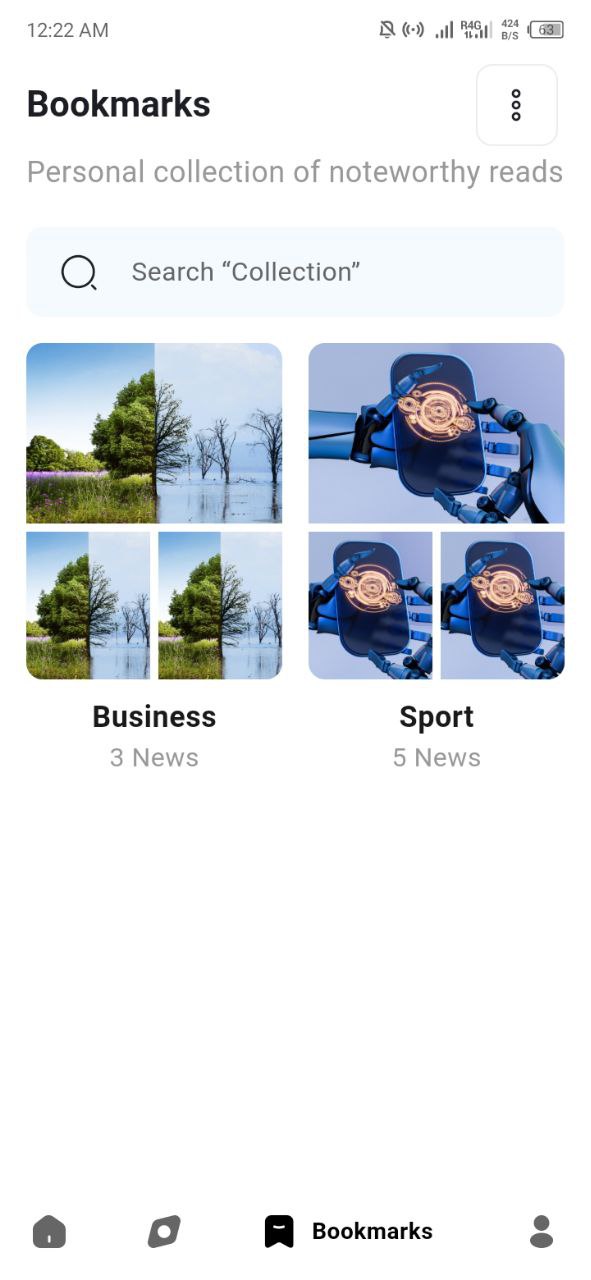 12:22 AM
R4G
424
B/S
63
Bookmarks
Personal collection of noteworthy reads
Search “Collection”
Business
3 News
Sport
5 News
Bookmarks